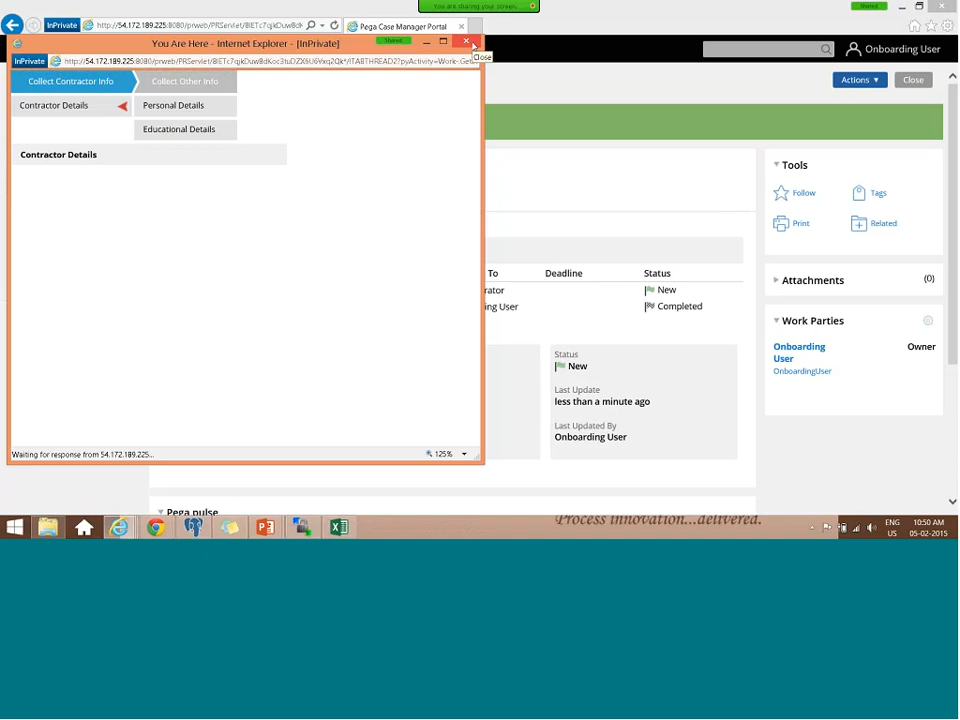 You are sharing your screen.
Shared
InPrivate
Pega Case Manager Portal
You Are Here - Internet Explorer - [InPrivate]
Shared
InPrivate
Close
Onboarding User
Collect Contractor Info
Collect Other Info
Actions
Close
Contractor Details
Personal Details
Educational Details
Contractor Details
Tools
Follow
Tags
Print
Related
To
Deadline
Status
rator
New
ing User
Completed
Attachments
(0)
Work Parties
Onboarding User
Owner
OnboardingUser
Status
New
Last Update
less than a minute ago
Last Updated By
Onboarding User
Waiting for response from 54.172.189.225...
125%
Pega pulse
Process innovation...delivered.
ENG
US
10:50 AM
05-02-2015